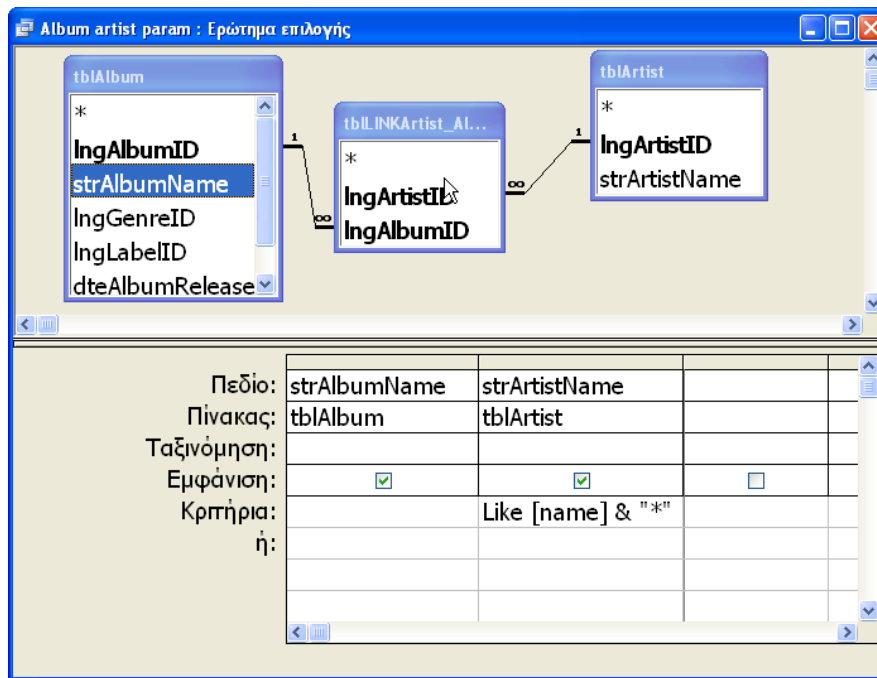 Album artist param : Ερώτημα επιλογής
tblAlbum
*
lngAlbumID
strAlbumName
lngGenreID
lngLabelID
dteAlbumRelease
1
∞
tblLINKArtist_Al...
*
lngArtistID
lngAlbumID
∞
1
tblArtist
*
lngArtistID
strArtistName
Πεδίο: strAlbumName strArtistName
Πίνακας: tblAlbum tblArtist
Ταξινόμηση:
Εμφάνιση:
Κριτήρια: Like [name] & "*"
ή: